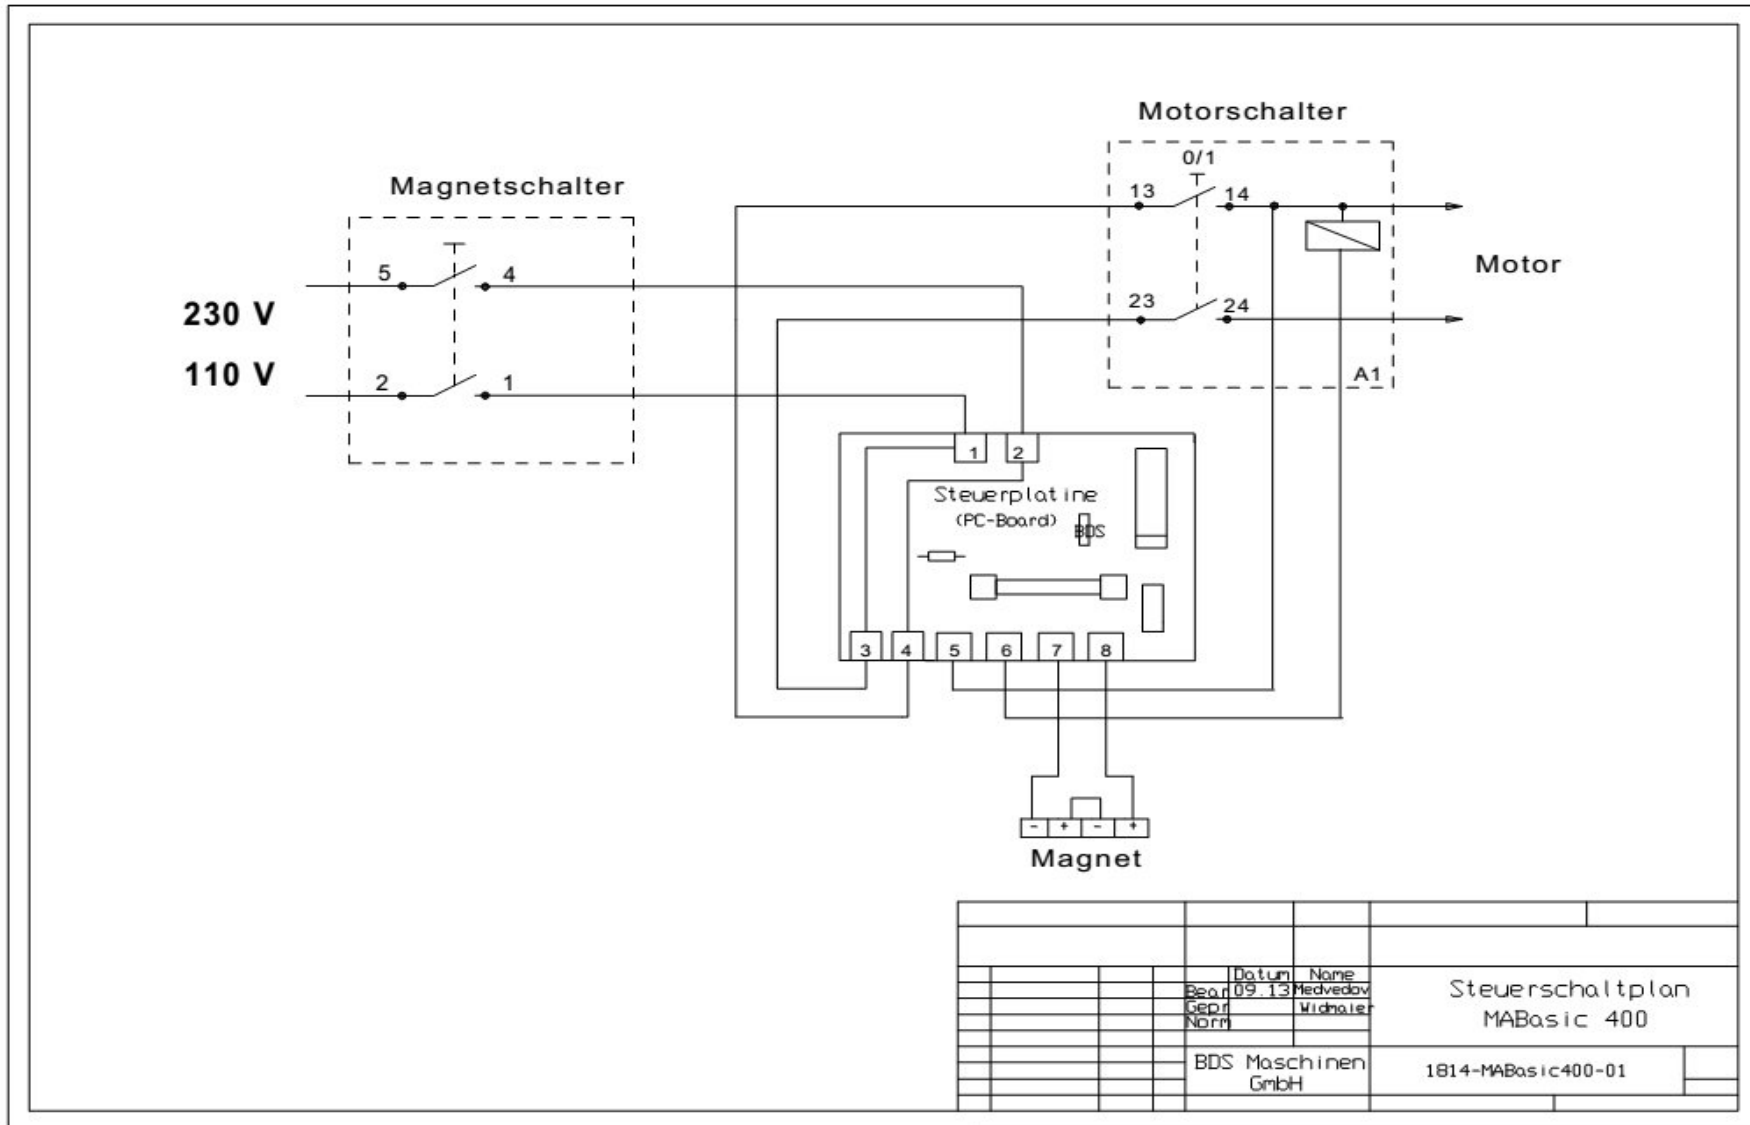 Motorschalter
0/1
13
14
Magnetschalter
5
4
230 V
110 V
2
1
23
24
Motor
A1
1
2
Steuerplatine
(PC-Board)
BDS
3
4
5
6
7
8
- + - +
Magnet
Datum Name
Bear 09.13 Medvedav
Gepr Widmaier
Norm
Steuerschaltplan
MABasic 400
BDS Maschinen
GmbH
1814-MABasic400-01